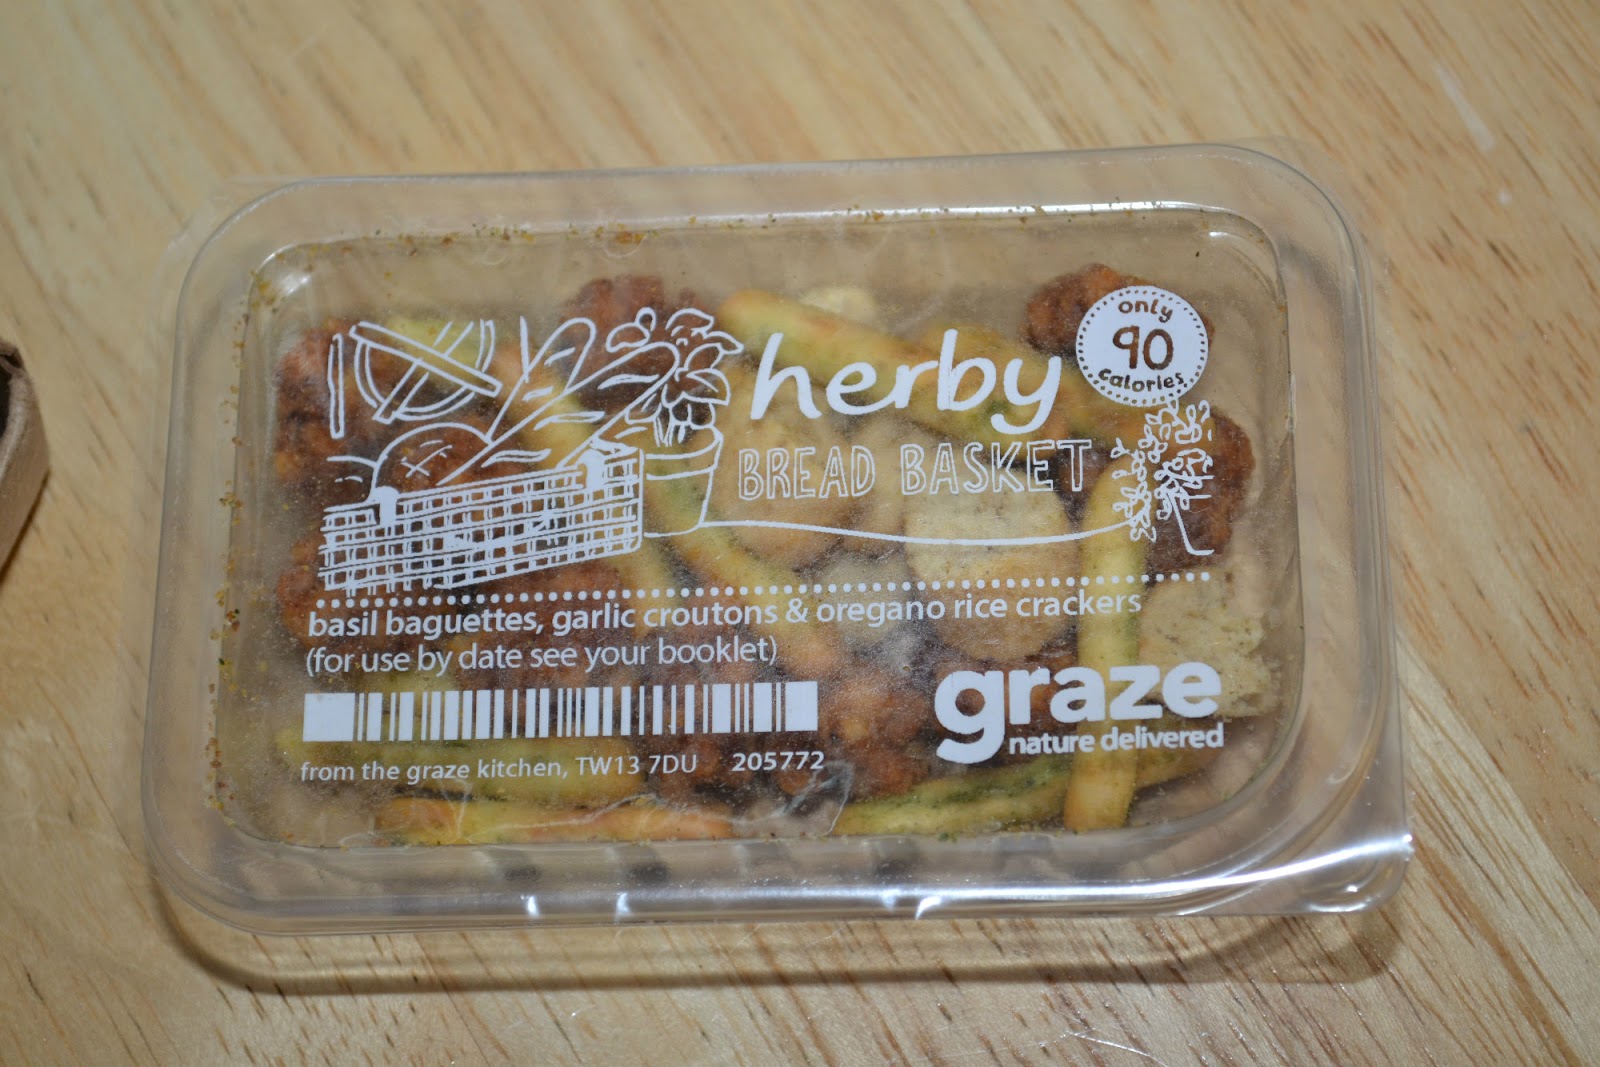 only
90
calories
herby
BREAD BASKET
basil baguettes, garlic croutons & oregano rice crackers
(for use by date see your booklet)
graze
nature delivered
from the graze kitchen, TW13 7DU 205772